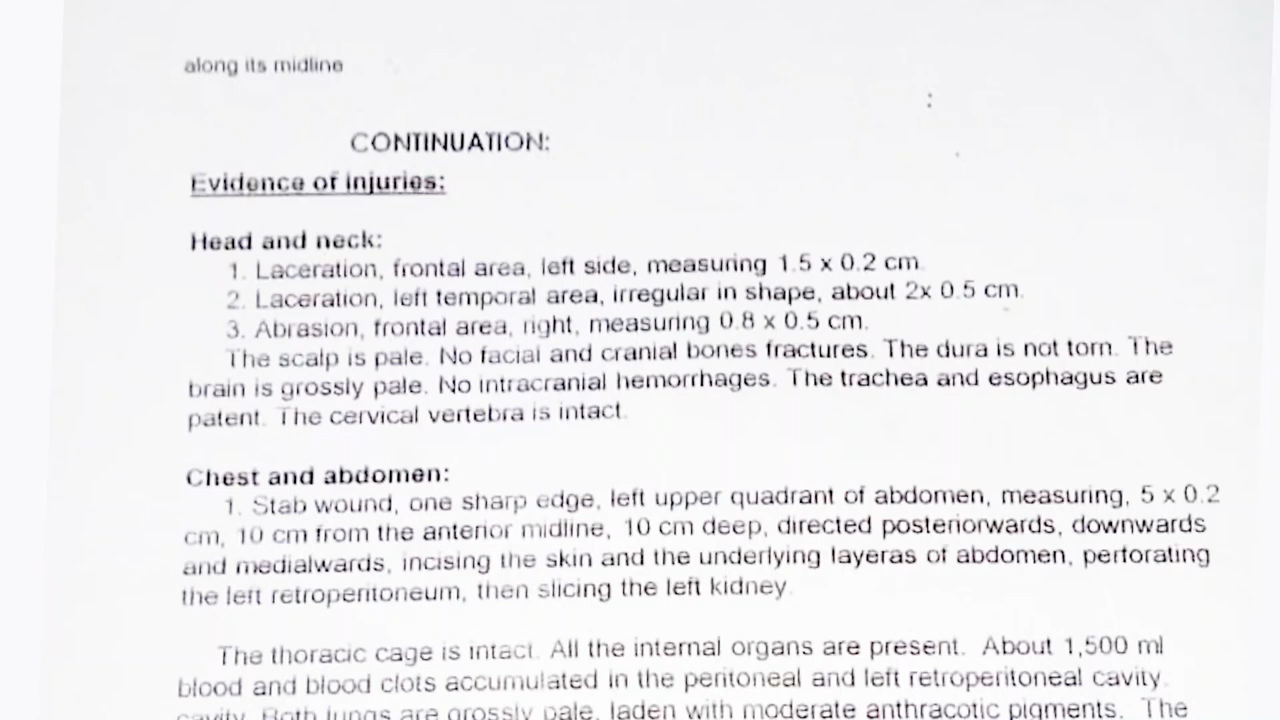 along its midline
:
CONTINUATION:
Evidence of injuries:
Head and neck:
1. Laceration, frontal area, left side, measuring 1.5 x 0.2 cm.
2. Laceration, left temporal area, irregular in shape, about 2x 0.5 cm.
3. Abrasion, frontal area, right, measuring 0.8 x 0.5 cm.
The scalp is pale. No facial and cranial bones fractures. The dura is not torn. The
brain is grossly pale. No intracranial hemorrhages. The trachea and esophagus are
patent. The cervical vertebra is intact.
Chest and abdomen:
1. Stab wound, one sharp edge, left upper quadrant of abdomen, measuring, 5 x 0.2
cm, 10 cm from the anterior midline, 10 cm deep, directed posteriorwards, downwards
and medialwards, incising the skin and the underlying layeras of abdomen, perforating
the left retroperitoneum, then slicing the left kidney.
The thoracic cage is intact. All the internal organs are present. About 1,500 ml
blood and blood clots accumulated in the peritoneal and left retroperitoneal cavity.
cavity. Both lungs are grossly pale, laden with moderate anthracotic pigments. The